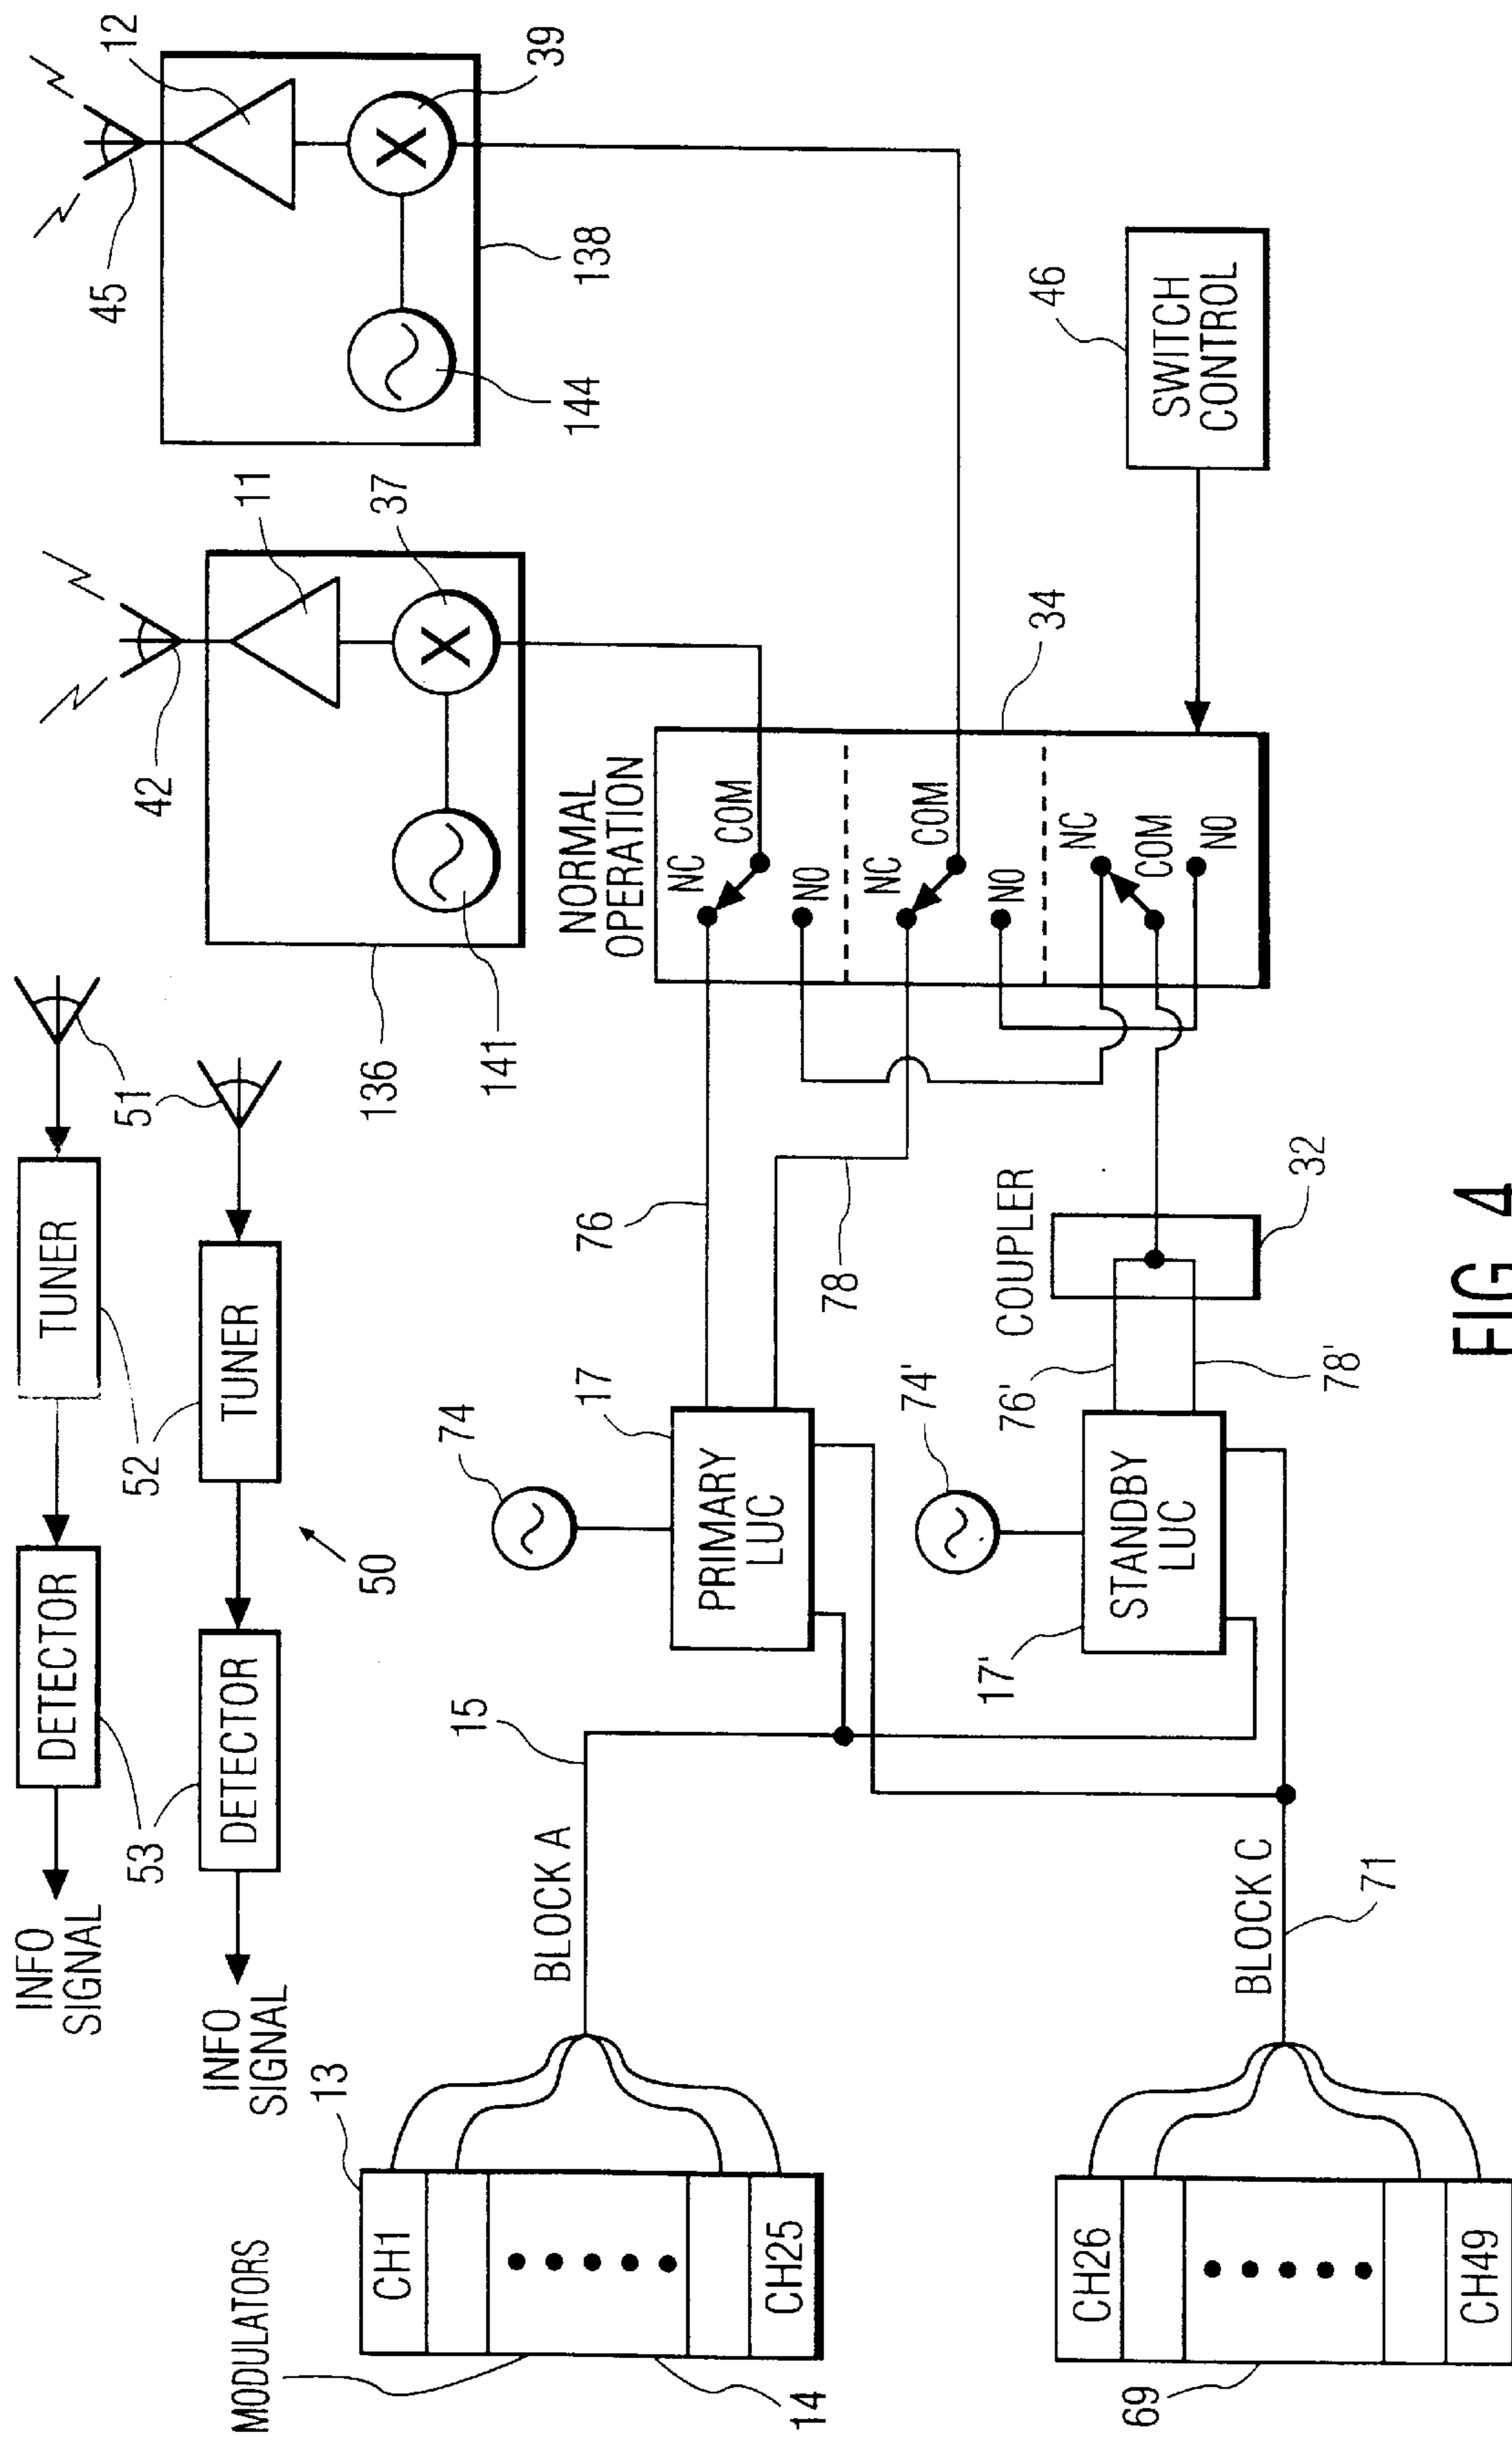 INFO
SIGNAL
DETECTOR
TUNER
51
53
52
INFO
SIGNAL
DETECTOR
TUNER
50
42
45
12
11
37
39
136
141
144
138
MODULATORS
13
CH1
CH25
14
BLOCK A
15
74
17
PRIMARY
LUC
76
78
NORMAL
OPERATION
NC
COM
NO
NC
COM
NO
NC
COM
NO
34
46
SWITCH
CONTROL
74'
17'
STANDBY
LUC
76'
78'
COUPLER
32
CH26
CH49
69
BLOCK C
71
FIG. 4